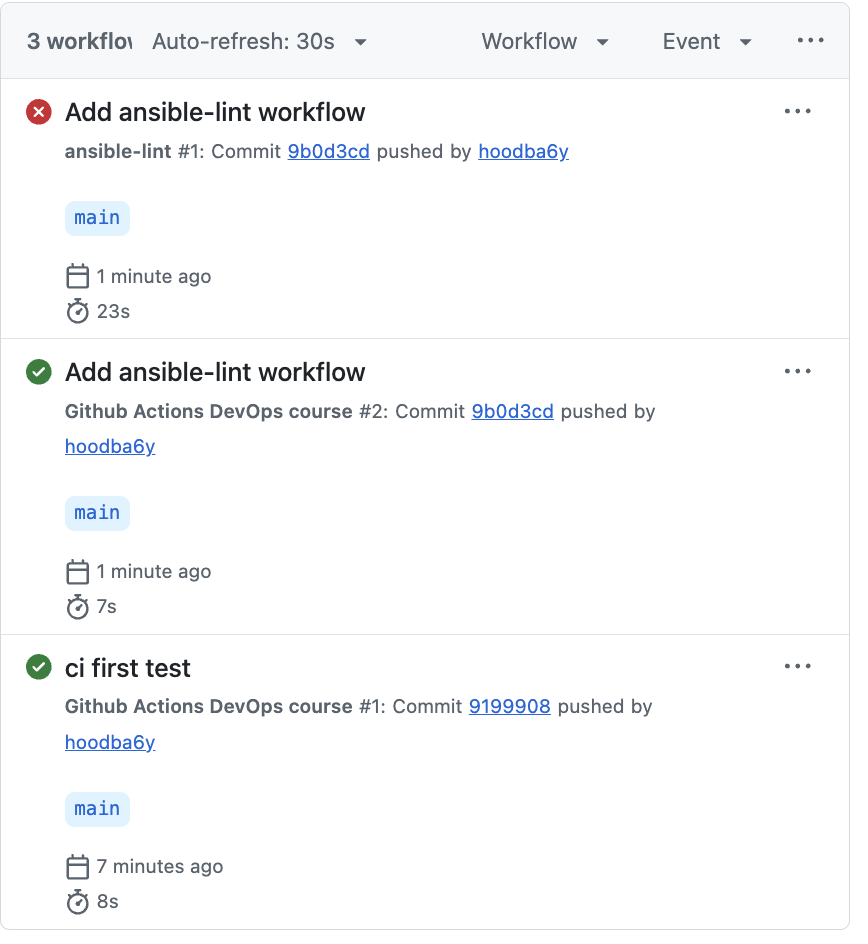 3 workflow Auto-refresh: 30s Workflow Event
Add ansible-lint workflow
ansible-lint #1: Commit 9b0d3cd pushed by hoodba6y
main
1 minute ago
23s
Add ansible-lint workflow
Github Actions DevOps course #2: Commit 9b0d3cd pushed by
hoodba6y
main
1 minute ago
7s
ci first test
Github Actions DevOps course #1: Commit 9199908 pushed by
hoodba6y
main
7 minutes ago
8s